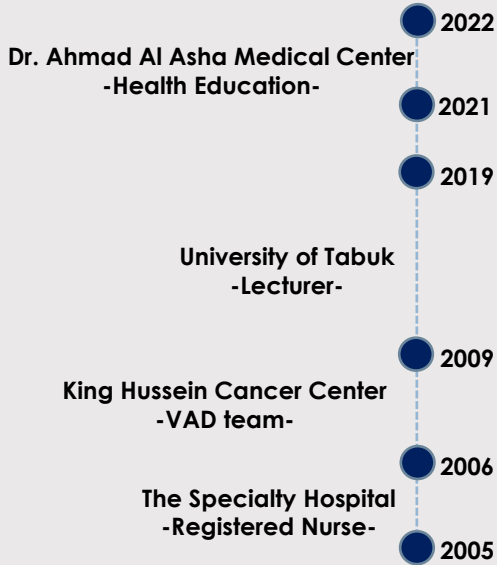 2022
Dr. Ahmad Al Asha Medical Center
-Health Education-
2021
2019
University of Tabuk
-Lecturer-
2009
King Hussein Cancer Center
-VAD team-
2006
The Specialty Hospital
-Registered Nurse-
2005